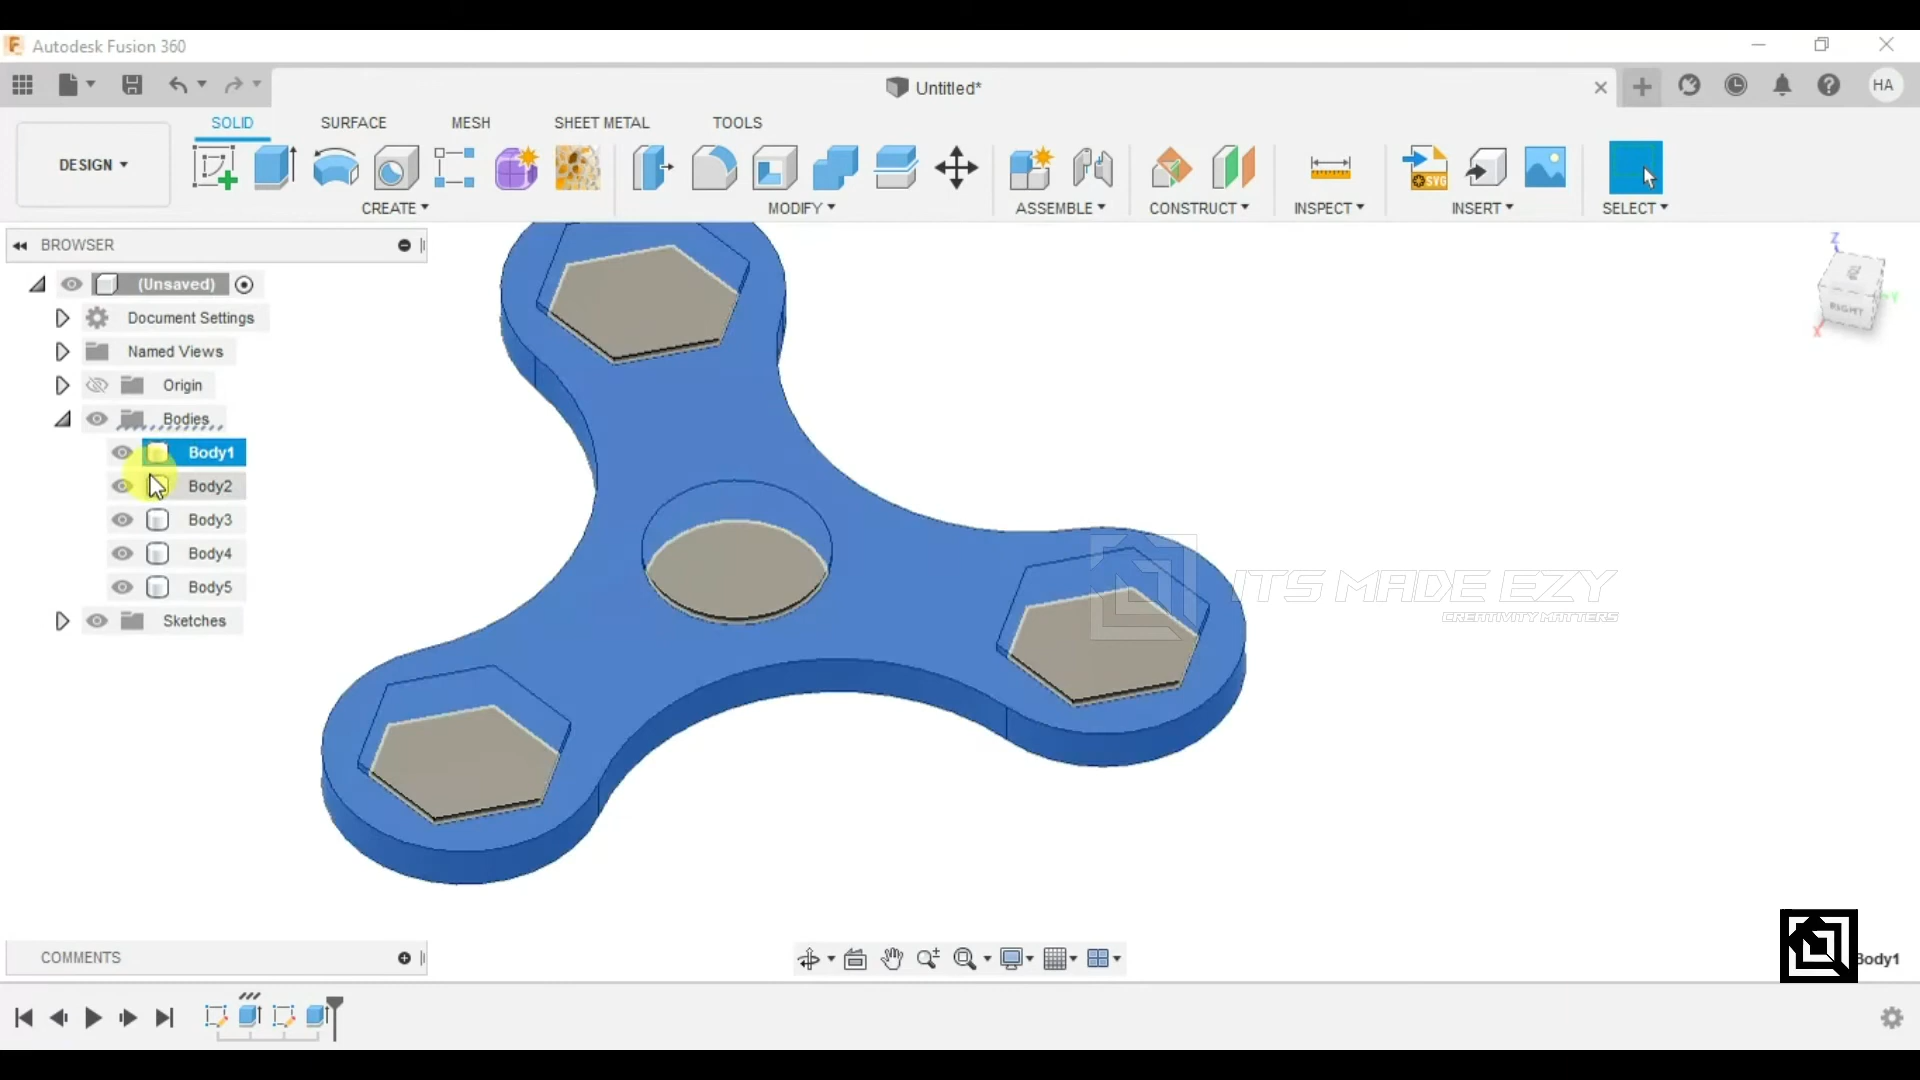 Autodesk Fusion 360
Untitled*
HA
SOLID
SURFACE
MESH
SHEET METAL
TOOLS
DESIGN
CREATE
MODIFY
ASSEMBLE
CONSTRUCT
INSPECT
INSERT
SVG
SELECT
BROWSER
(Unsaved)
Document Settings
Named Views
Origin
Bodies
Body1
Body2
Body3
Body4
Body5
Sketches
Z
RIGHT
X
Y
ITS MADE EZY
CREATIVITY MATTERS
COMMENTS
Body1